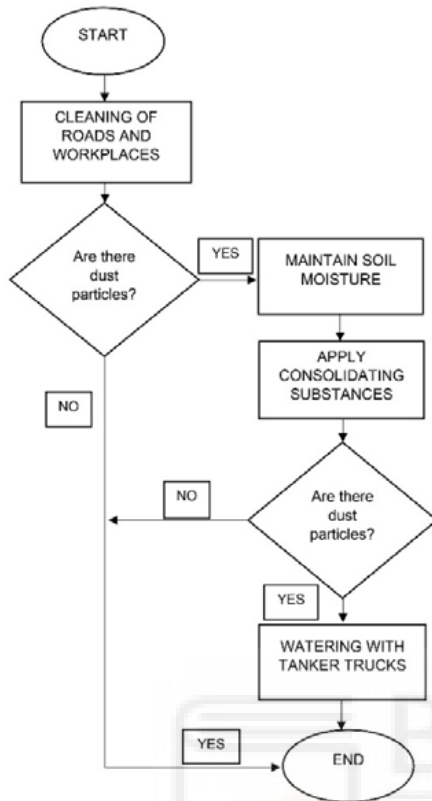 START
CLEANING OF
ROADS AND
WORKPLACES
Are there
dust
particles?
YES
MAINTAIN SOIL
MOISTURE
APPLY
CONSOLIDATING
SUBSTANCES
NO
NO
Are there
dust
particles?
YES
WATERING WITH
TANKER TRUCKS
YES
END